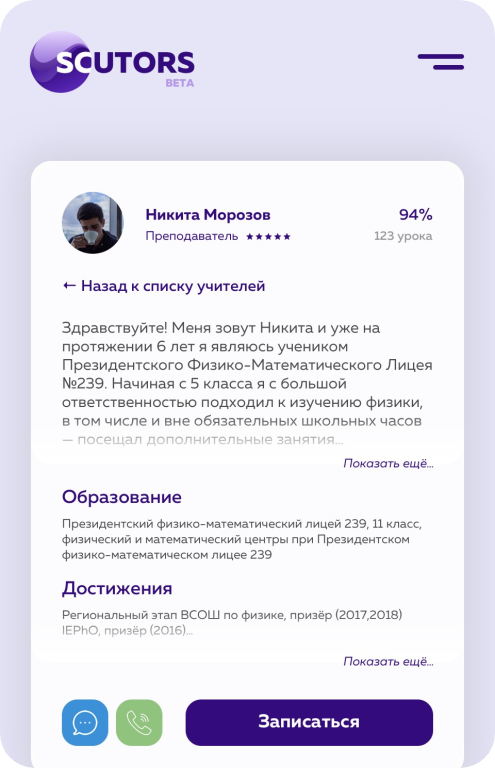 SCUTORS
BETA
Никита Морозов
94%
Преподаватель ★★★★★
123 урока
← Назад к списку учителей
Здравствуйте! Меня зовут Никита и уже на
протяжении 6 лет я являюсь учеником
Президентского Физико-Математического Лицея
№239. Начиная с 5 класса я с большой
ответственностью подходил к изучению физики,
в том числе и вне обязательных школьных часов
— посещал дополнительные занятия...
Показать ещё...
Образование
Президентский физико-математический лицей 239, 11 класс,
физический и математический центры при Президентском
физико-математическом лицее 239
Достижения
Региональный этап ВСОШ по физике, призёр (2017,2018)
IEPhO, призёр (2016)...
Показать ещё...
Записаться